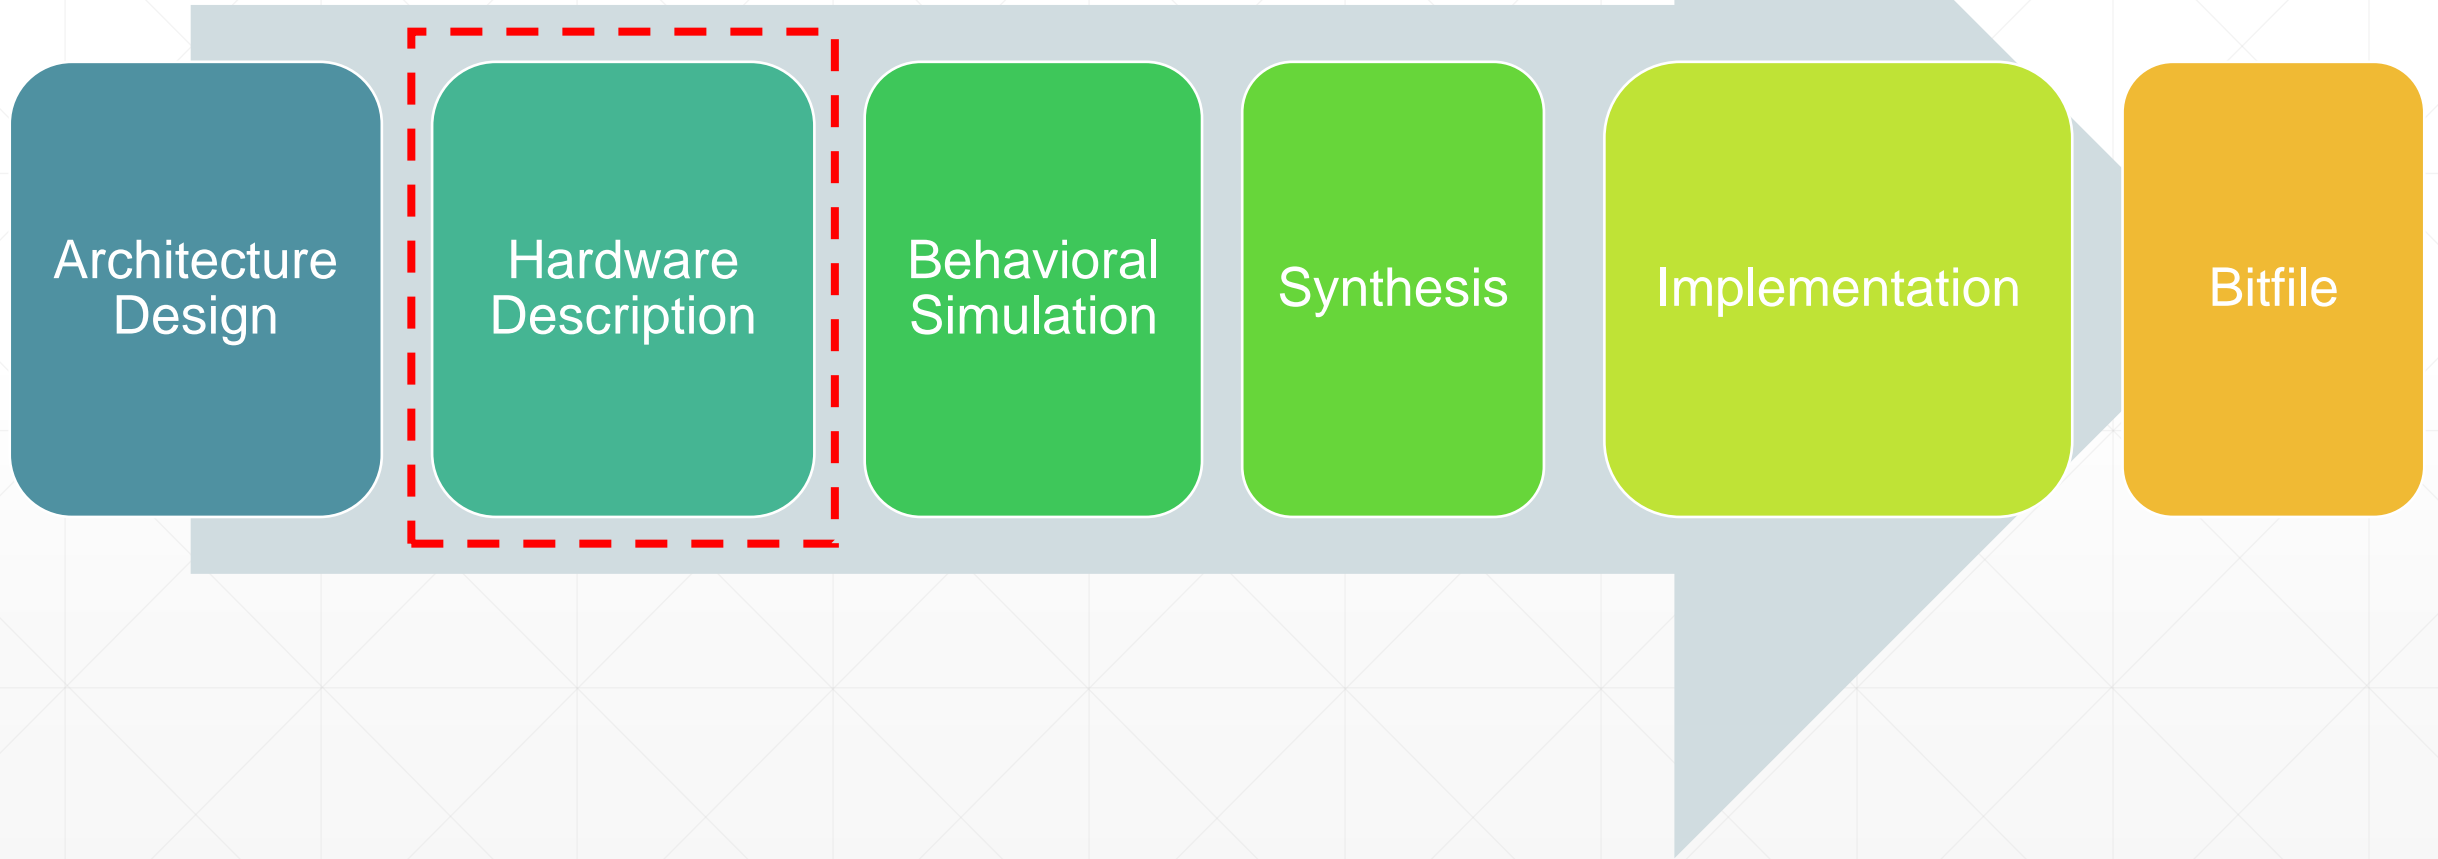 Architecture
Design
Hardware
Description
Behavioral
Simulation
Synthesis
Implementation
Bitfile